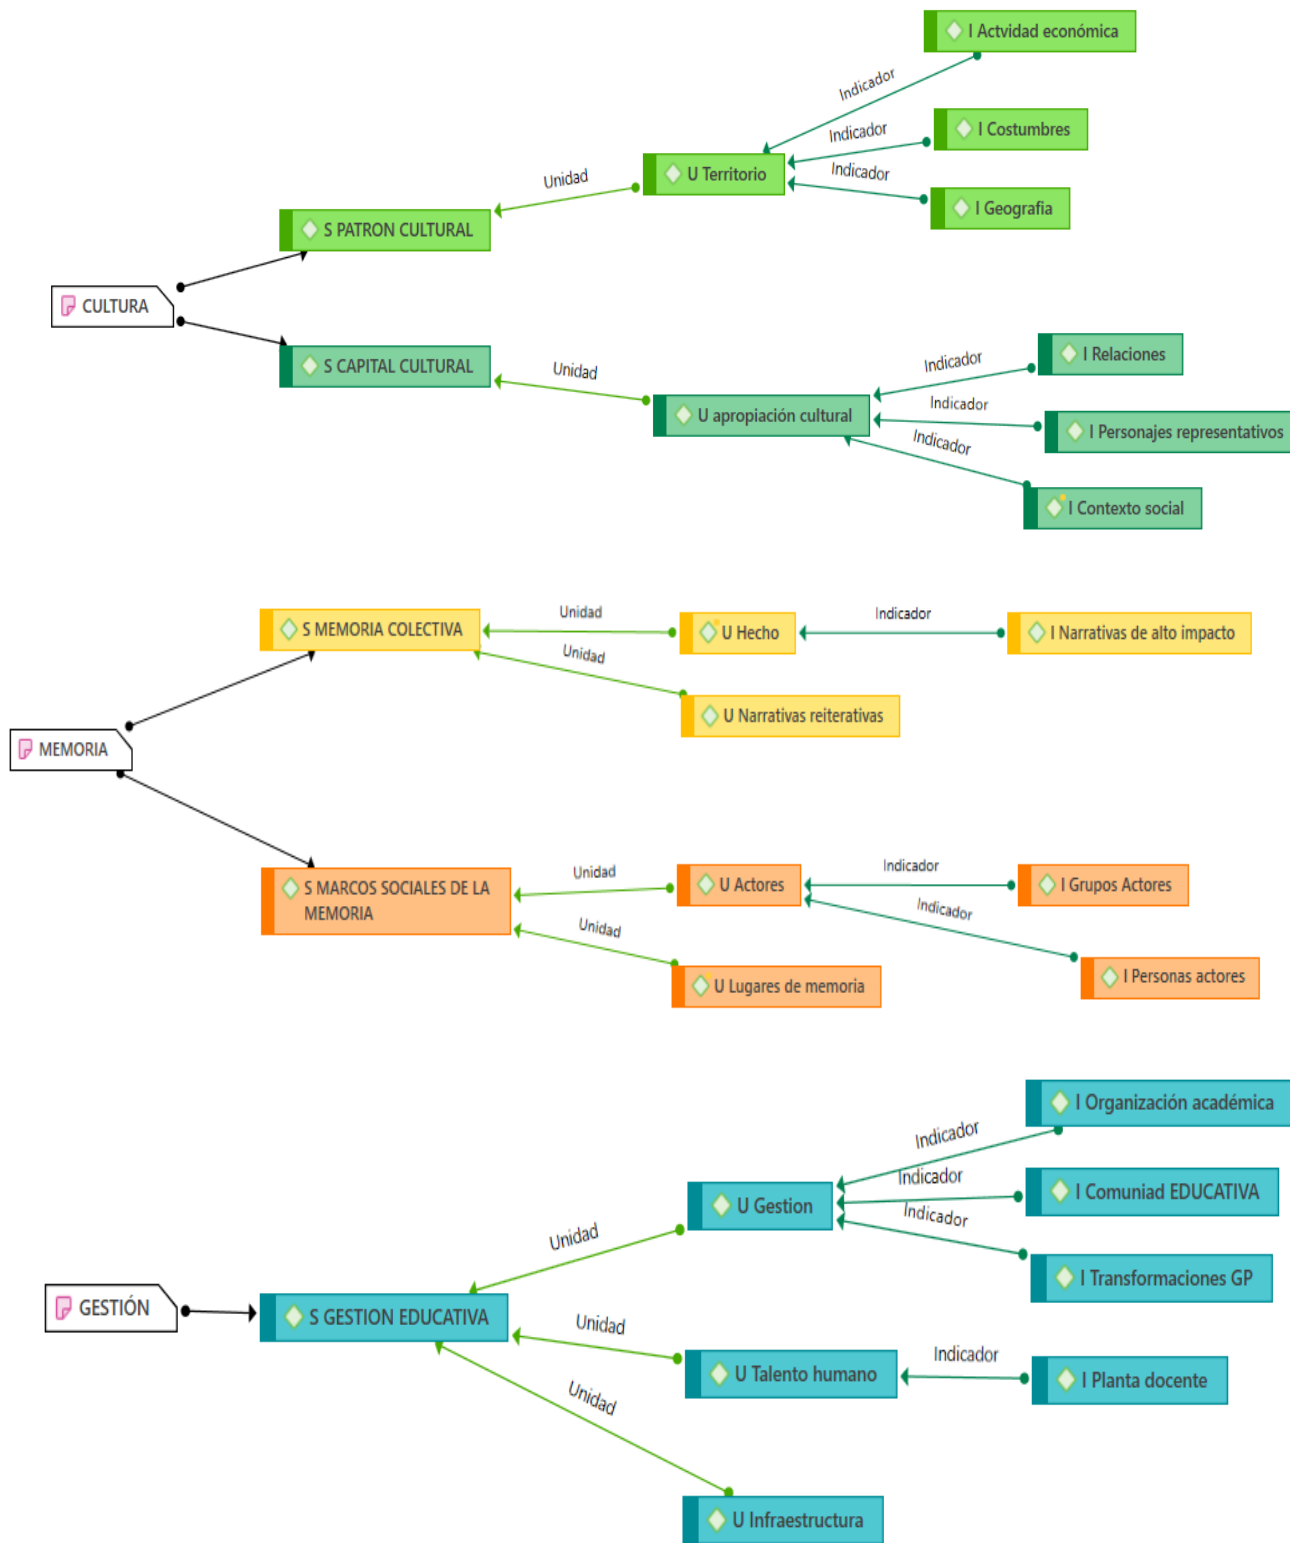 I Actvidad económica
Indicador
I Costumbres
Indicador
U Territorio
Indicador
Unidad
I Geografia
S PATRON CULTURAL
CULTURA
S CAPITAL CULTURAL
Unidad
I Relaciones
Indicador
U apropiación cultural
Indicador
I Personajes representativos
Indicador
I Contexto social
S MEMORIA COLECTIVA
Unidad
U Hecho
Indicador
I Narrativas de alto impacto
Unidad
U Narrativas reiterativas
MEMORIA
S MARCOS SOCIALES DE LA
MEMORIA
Unidad
U Actores
Indicador
I Grupos Actores
Indicador
Unidad
U Lugares de memoria
I Personas actores
I Organización académica
Indicador
Indicador
I Comuniad EDUCATIVA
U Gestion
Indicador
Unidad
I Transformaciones GP
GESTIÓN
S GESTION EDUCATIVA
Unidad
U Talento humano
Indicador
I Planta docente
Unidad
U Infraestructura